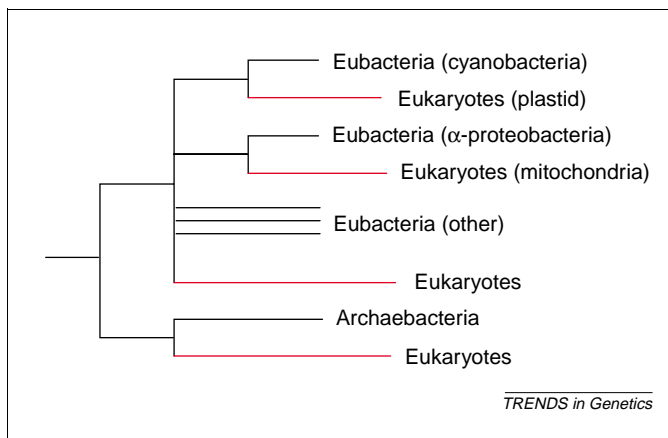 Eubacteria (cyanobacteria)
Eukaryotes (plastid)
Eubacteria (α-proteobacteria)
Eukaryotes (mitochondria)
Eubacteria (other)
Eukaryotes
Archaebacteria
Eukaryotes
TRENDS in Genetics